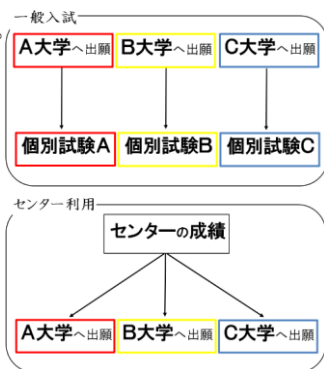 一般入試
A大学へ出願 B大学へ出願 C大学へ出願
個別試験A 個別試験B 個別試験C
センター利用
センターの成績
A大学へ出願 B大学へ出願 C大学へ出願